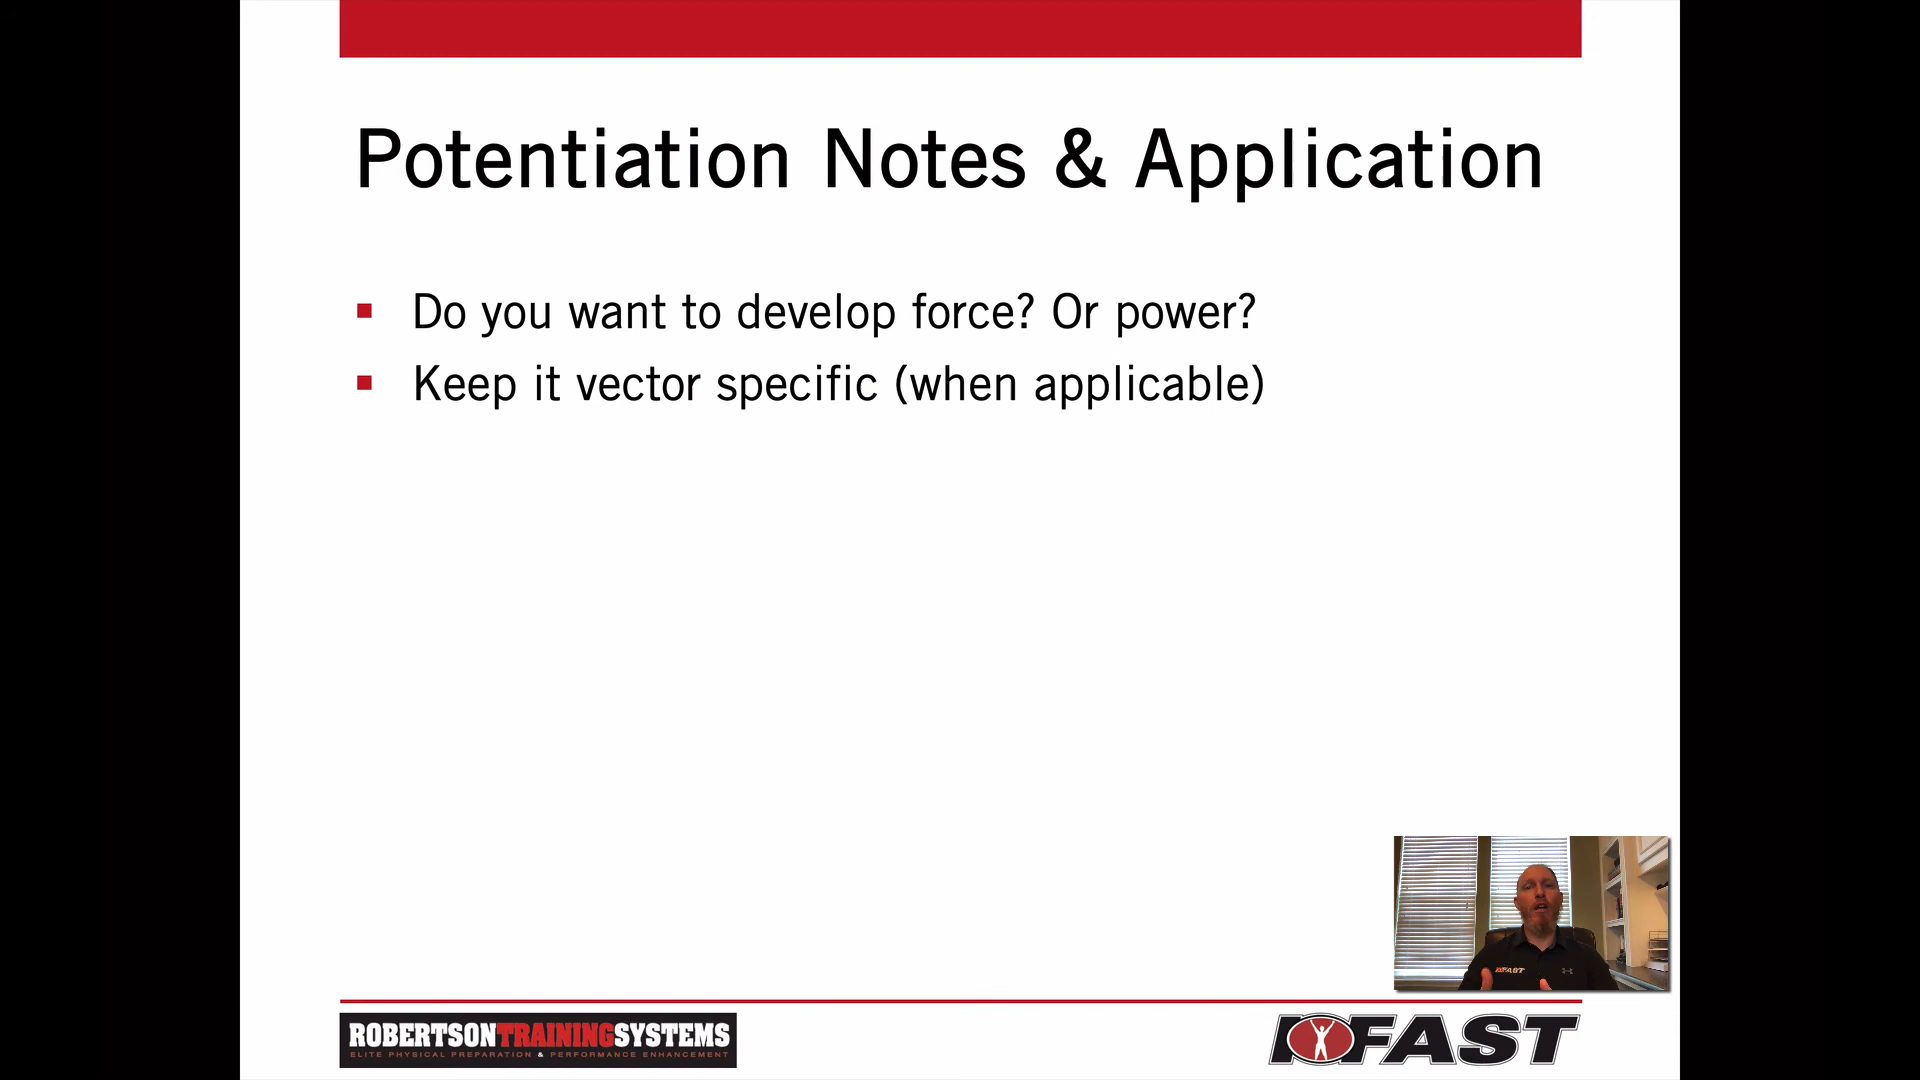 Potentiation Notes & Application
Do you want to develop force? Or power?
Keep it vector specific (when applicable)
IFAST
ROBERTSONTRAININGSYSTEMS
ELITE PHYSICAL PREPARATION & PERFORMANCE ENHANCEMENT
IFAST